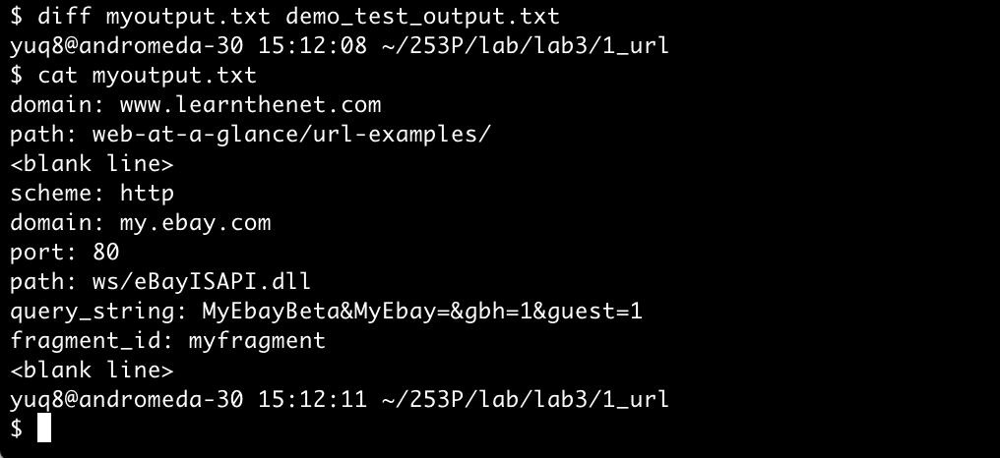 $ diff myoutput.txt demo_test_output.txt
yuq8@andromeda-30 15:12:08 ~/253P/lab/lab3/1_url
$ cat myoutput.txt
domain: www.learnthenet.com
path: web-at-a-glance/url-examples/
<blank line>
scheme: http
domain: my.ebay.com
port: 80
path: ws/eBayISAPI.dll
query_string: MyEbayBeta&MyEbay=&gbh=1&guest=1
fragment_id: myfragment
<blank line>
yuq8@andromeda-30 15:12:11 ~/253P/lab/lab3/1_url
$